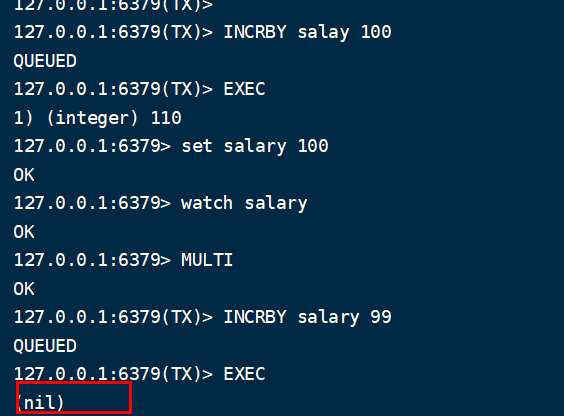 127.0.0.1:6379(TX)>
127.0.0.1:6379(TX)> INCRBY salay 100
QUEUED
127.0.0.1:6379(TX)> EXEC
1) (integer) 110
127.0.0.1:6379> set salary 100
OK
127.0.0.1:6379> watch salary
OK
127.0.0.1:6379> MULTI
OK
127.0.0.1:6379(TX)> INCRBY salary 99
QUEUED
127.0.0.1:6379(TX)> EXEC
(nil)